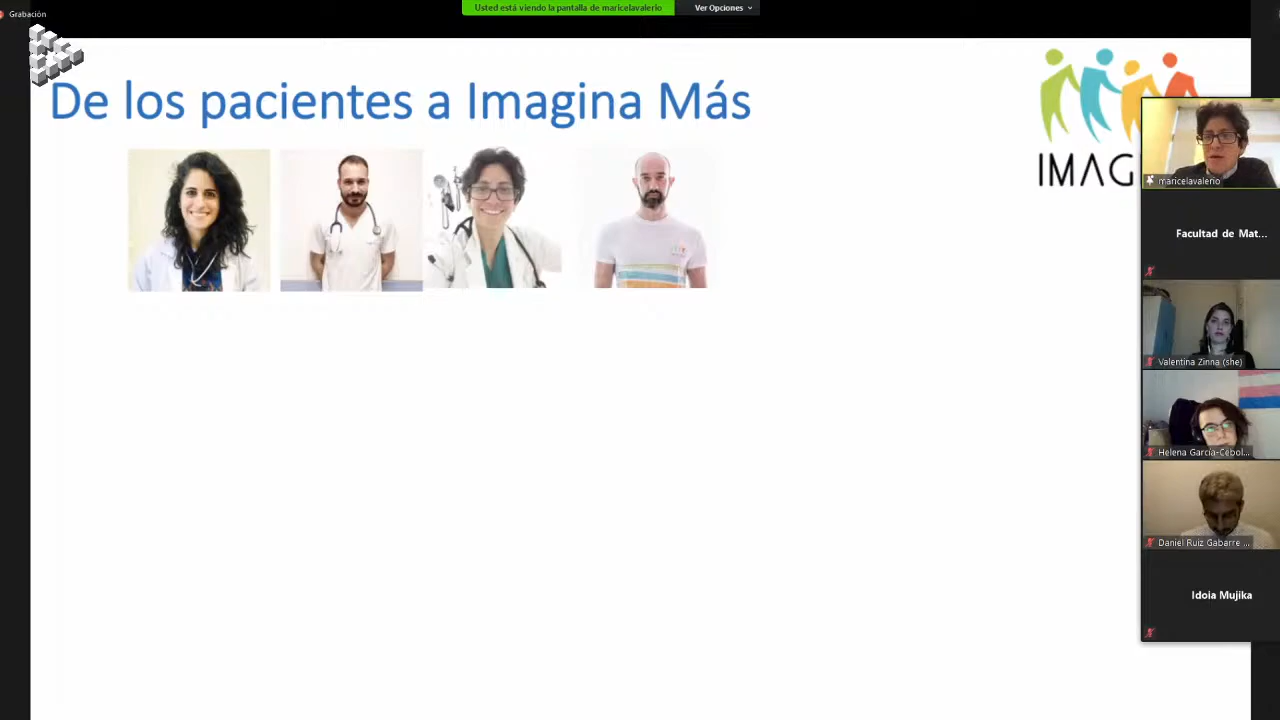 Grabación
Usted está viendo la pantalla de maricelavalerio
Ver Opciones
De los pacientes a Imagina Más
IMAG
maricelavalerio
Facultad de Mat...
Valentina Zinna (she)
Helena García-Cebol...
Daniel Ruiz Gabarre ...
Idoia Mujika